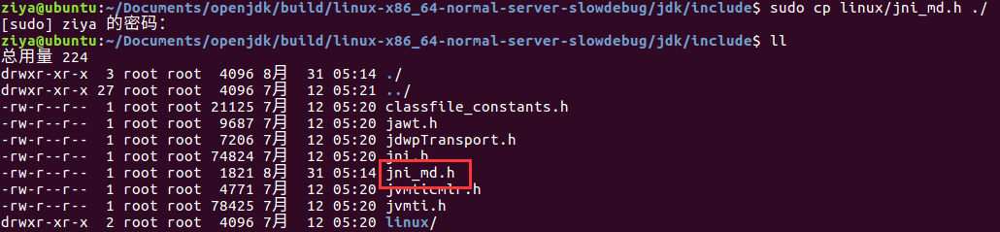 ziya@ubuntu:~/Documents/openjdk/build/linux-x86_64-normal-server-slowdebug/jdk/include$ sudo cp linux/jni_md.h ./
[sudo] ziya 的密码：
ziya@ubuntu:~/Documents/openjdk/build/linux-x86_64-normal-server-slowdebug/jdk/include$ ll
总用量 224
drwxr-xr-x  3 root root  4096 8月  31 05:14 ./
drwxr-xr-x 27 root root  4096 7月  12 05:21 ../
-rw-r--r--  1 root root 21125 7月  12 05:20 classfile_constants.h
-rw-r--r--  1 root root  9687 7月  12 05:20 jawt.h
-rw-r--r--  1 root root  7206 7月  12 05:20 jdwpTransport.h
-rw-r--r--  1 root root 74824 7月  12 05:20 jni.h
-rw-r--r--  1 root root  1821 8月  31 05:14 jni_md.h
-rw-r--r--  1 root root  4771 7月  12 05:20 jvmticmlr.h
-rw-r--r--  1 root root 78425 7月  12 05:20 jvmti.h
drwxr-xr-x  2 root root  4096 7月  12 05:20 linux/